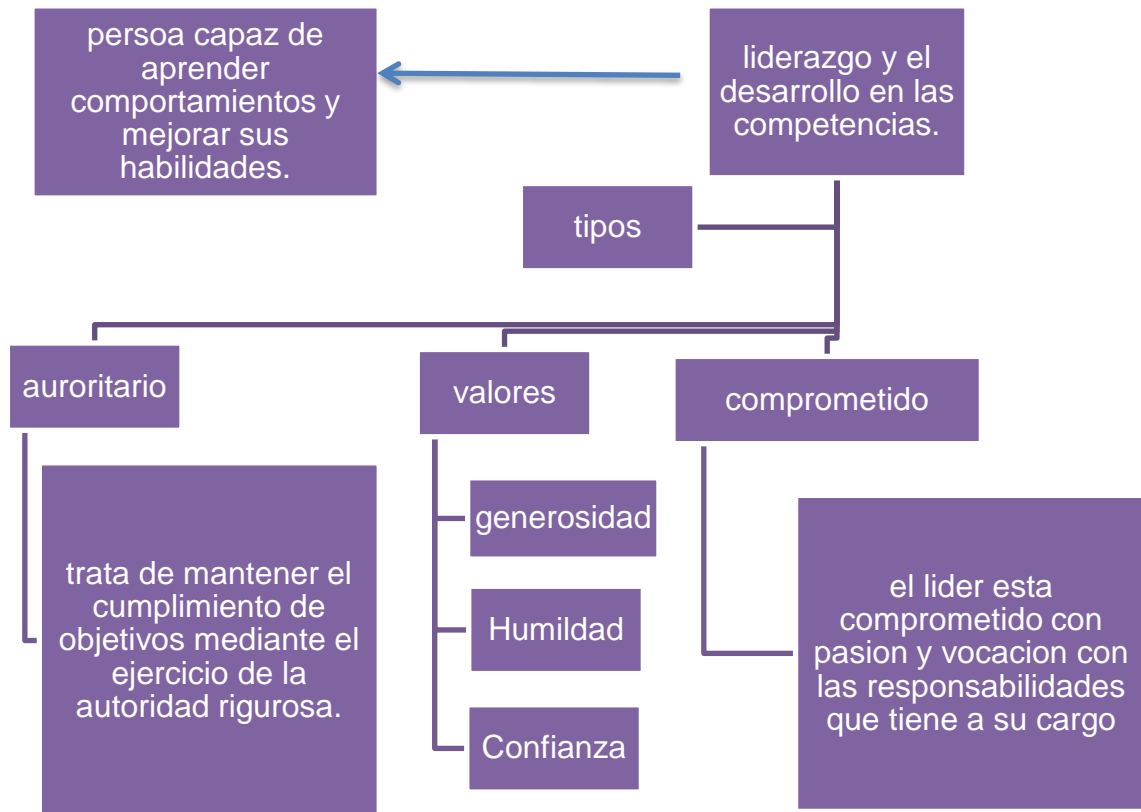 persoa capaz de
aprender
comportamientos y
mejorar sus
habilidades.
liderazgo y el
desarrollo en las
competencias.
tipos
auroritario
valores
comprometido
trata de mantener el
cumplimiento de
objetivos mediante el
ejercicio de la
autoridad rigurosa.
generosidad
Humildad
Confianza
el lider esta
comprometido con
pasion y vocacion con
las responsabilidades
que tiene a su cargo